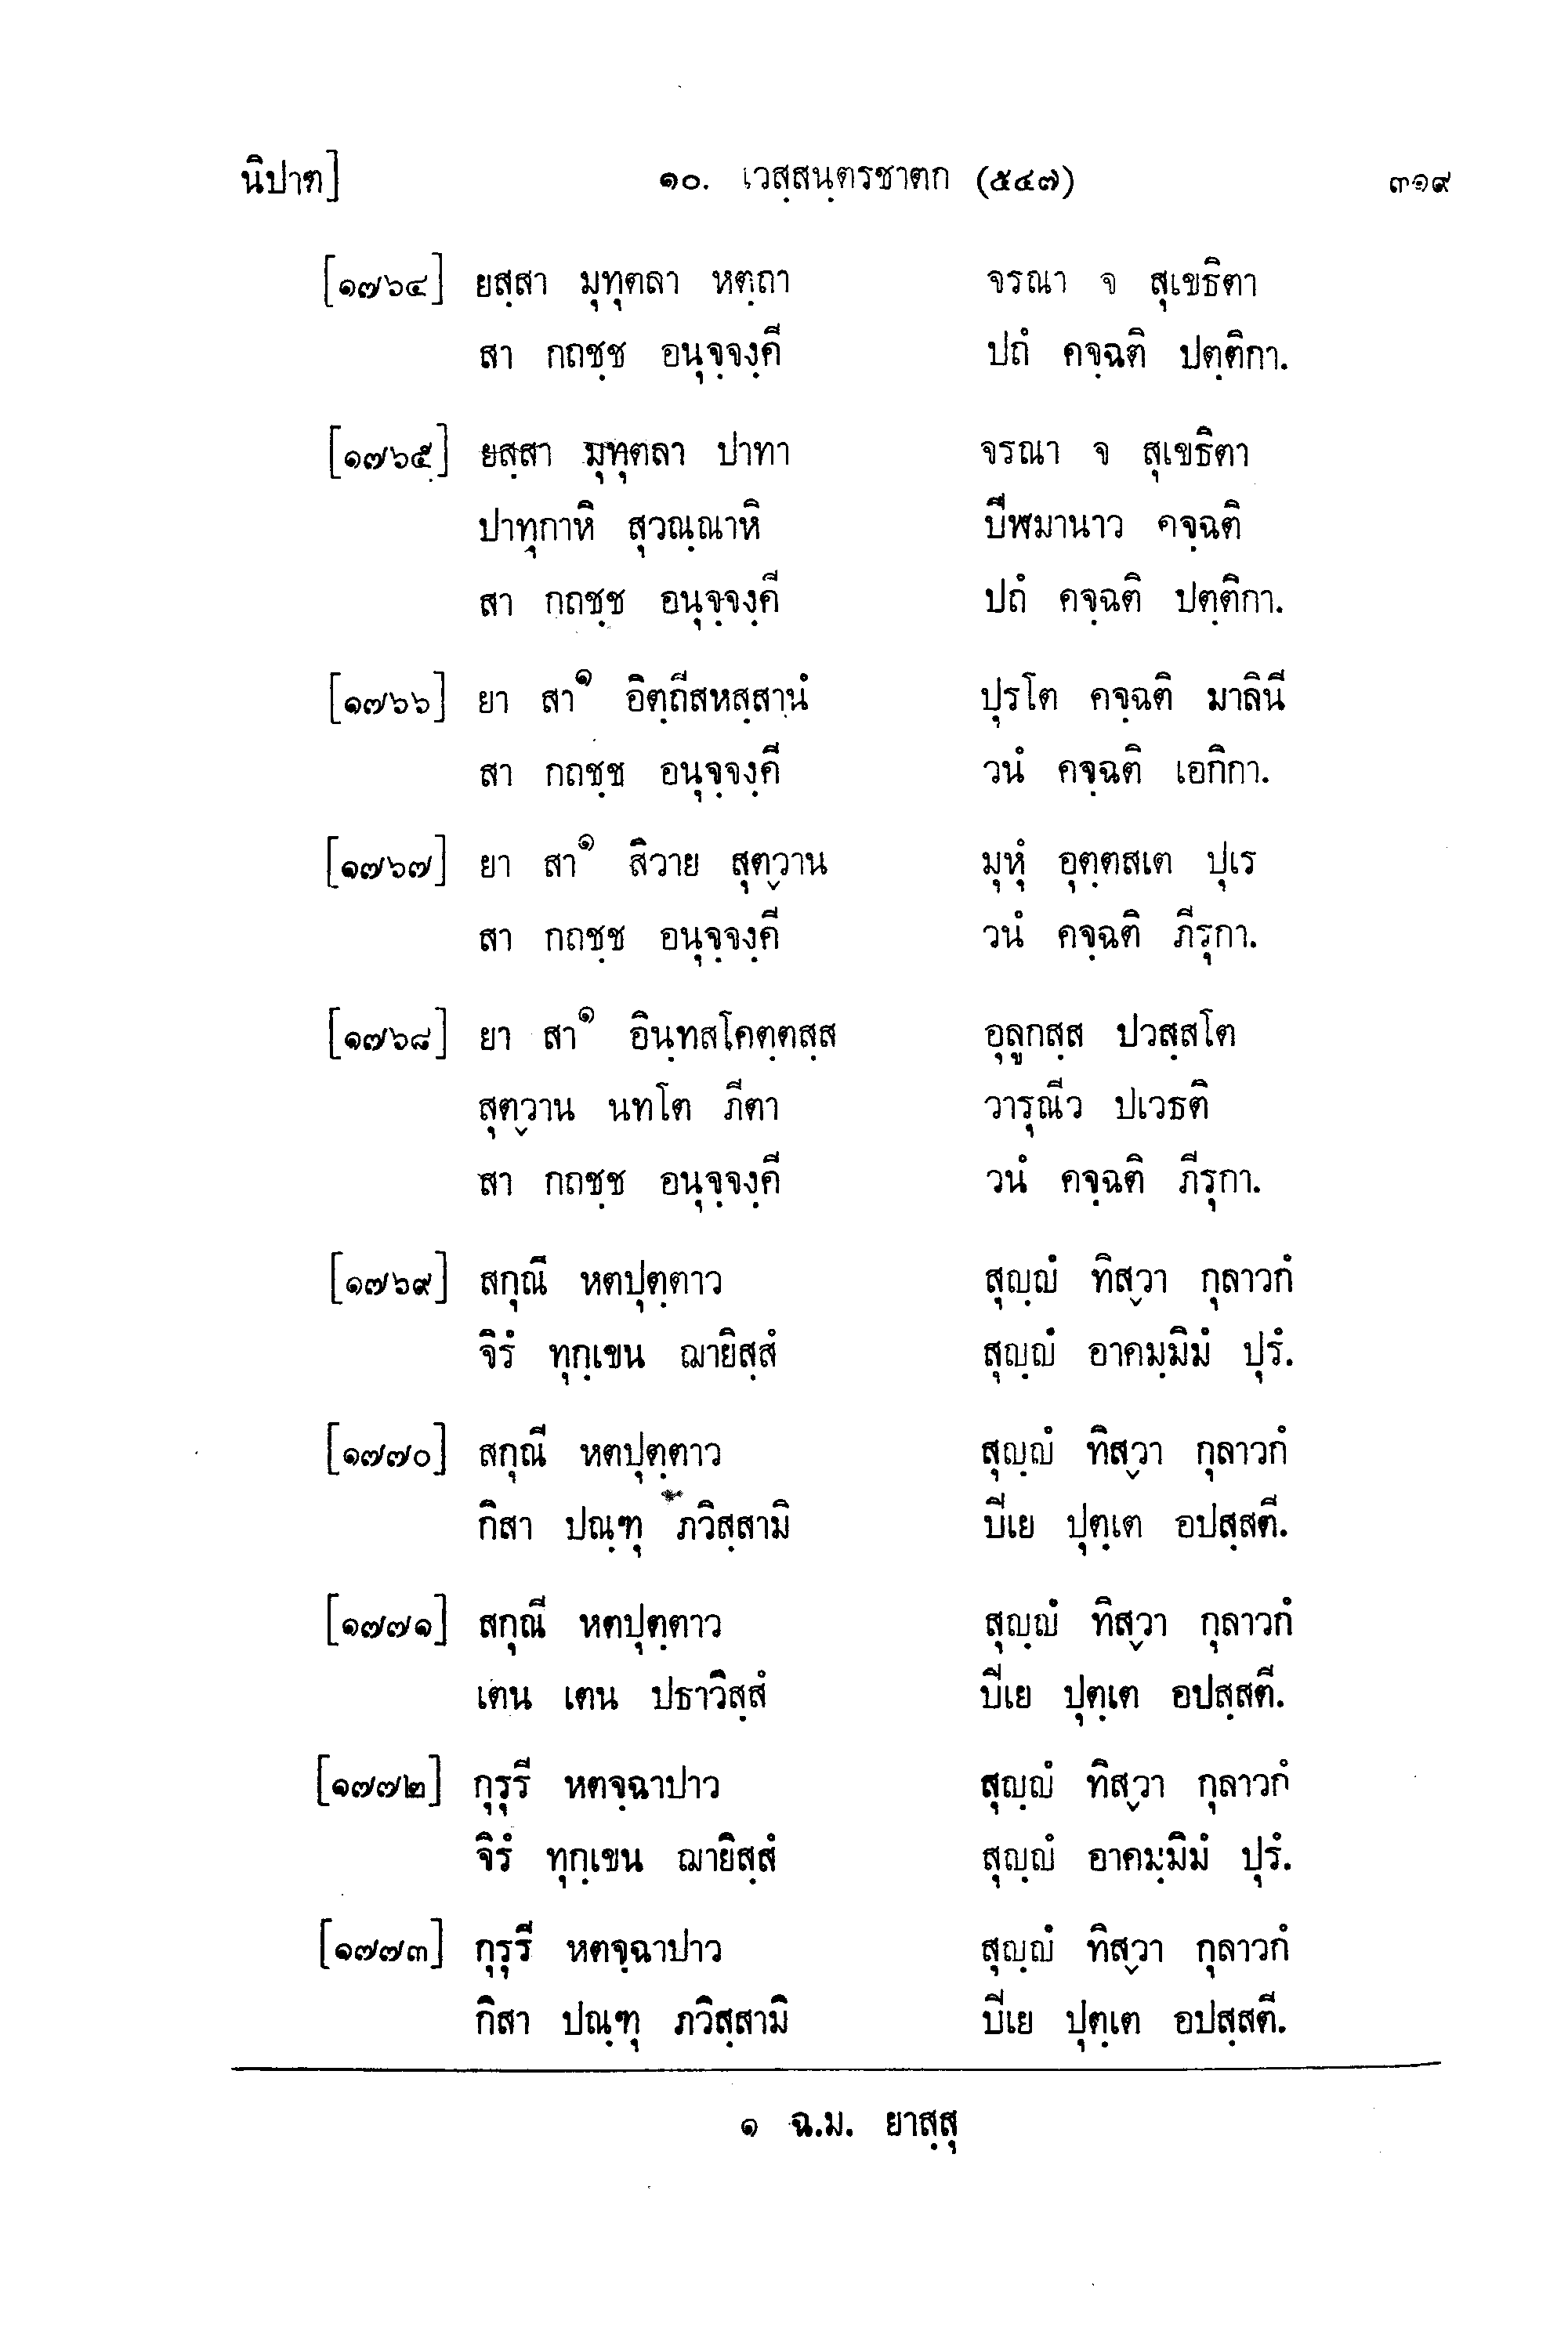 นิปาต] ๑๐. เวสฺสนฺตรชาตก (๕๔๗) ๓๑๙
[๑๗๖๔] ยสฺสา มุทุตลา หตฺถา จรณา จ สุเขธิตา
สา กถชฺช อนุจฺจงฺคี ปถํ คจฺฉติ ปตฺติกา.
[๑๗๖๕] ยสฺสา มุทุตลา ปาทา จรณา จ สุเขธิตา
ปาทุกาหิ สุวณฺณาหิ ปีฬมานาว คจฺฉติ
สา กถชฺช อนุจฺจงฺคี ปถํ คจฺฉติ ปตฺติกา.
[๑๗๖๖] ยา สา๑ อิตฺถีสหสฺสานํ ปุรโต คจฺฉติ มาลินี
สา กถชฺช อนุจฺจงฺคี วนํ คจฺฉติ เอกิกา.
[๑๗๖๗] ยา สา๑ สิวาย สุตฺวาน มุหุํ อุตฺตสเต ปุเร
สา กถชฺช อนุจฺจงฺคี วนํ คจฺฉติ ภีรุกา.
[๑๗๖๘] ยา สา๑ อินฺทสโคตฺตสฺส อุลูกสฺส ปวสฺสโต
สุตฺวาน นทโต ภีตา วารุณีว ปเวธติ
สา กถชฺช อนุจฺจงฺคี วนํ คจฺฉติ ภีรุกา.
[๑๗๖๙] สกุณี หตปุตฺตาว สุญฺญํ ทิสฺวา กุลาวกํ
จิรํ ทุกฺเขน ฌายิสฺสํ สุญฺญํ อาคมฺมิมํ ปุรํ.
[๑๗๗๐] สกุณี หตปุตฺตาว สุญฺญํ ทิสฺวา กุลาวกํ
กิสา ปณฺฑุ ภวิสฺสามิ ปีเย ปุตฺเต อปสฺสตี.
[๑๗๗๑] สกุณี หตปุตฺตาว สุญฺญํ ทิสฺวา กุลาวกํ
เตน เตน ปธาวิสฺสํ ปีเย ปุตฺเต อปสฺสตี.
[๑๗๗๒] กุรุรี หตจฺฉาปาว สุญฺญํ ทิสฺวา กุลาวกํ
จิรํ ทุกฺเขน ฌายิสฺสํ สุญฺญํ อาคมฺมิมํ ปุรํ.
[๑๗๗๓] กุรุรี หตจฺฉาปาว สุญฺญํ ทิสฺวา กุลาวกํ
กิสา ปณฺฑุ ภวิสฺสามิ ปีเย ปุตฺเต อปสฺสตี.
๑ ฉ.ม. ยาสฺสุ